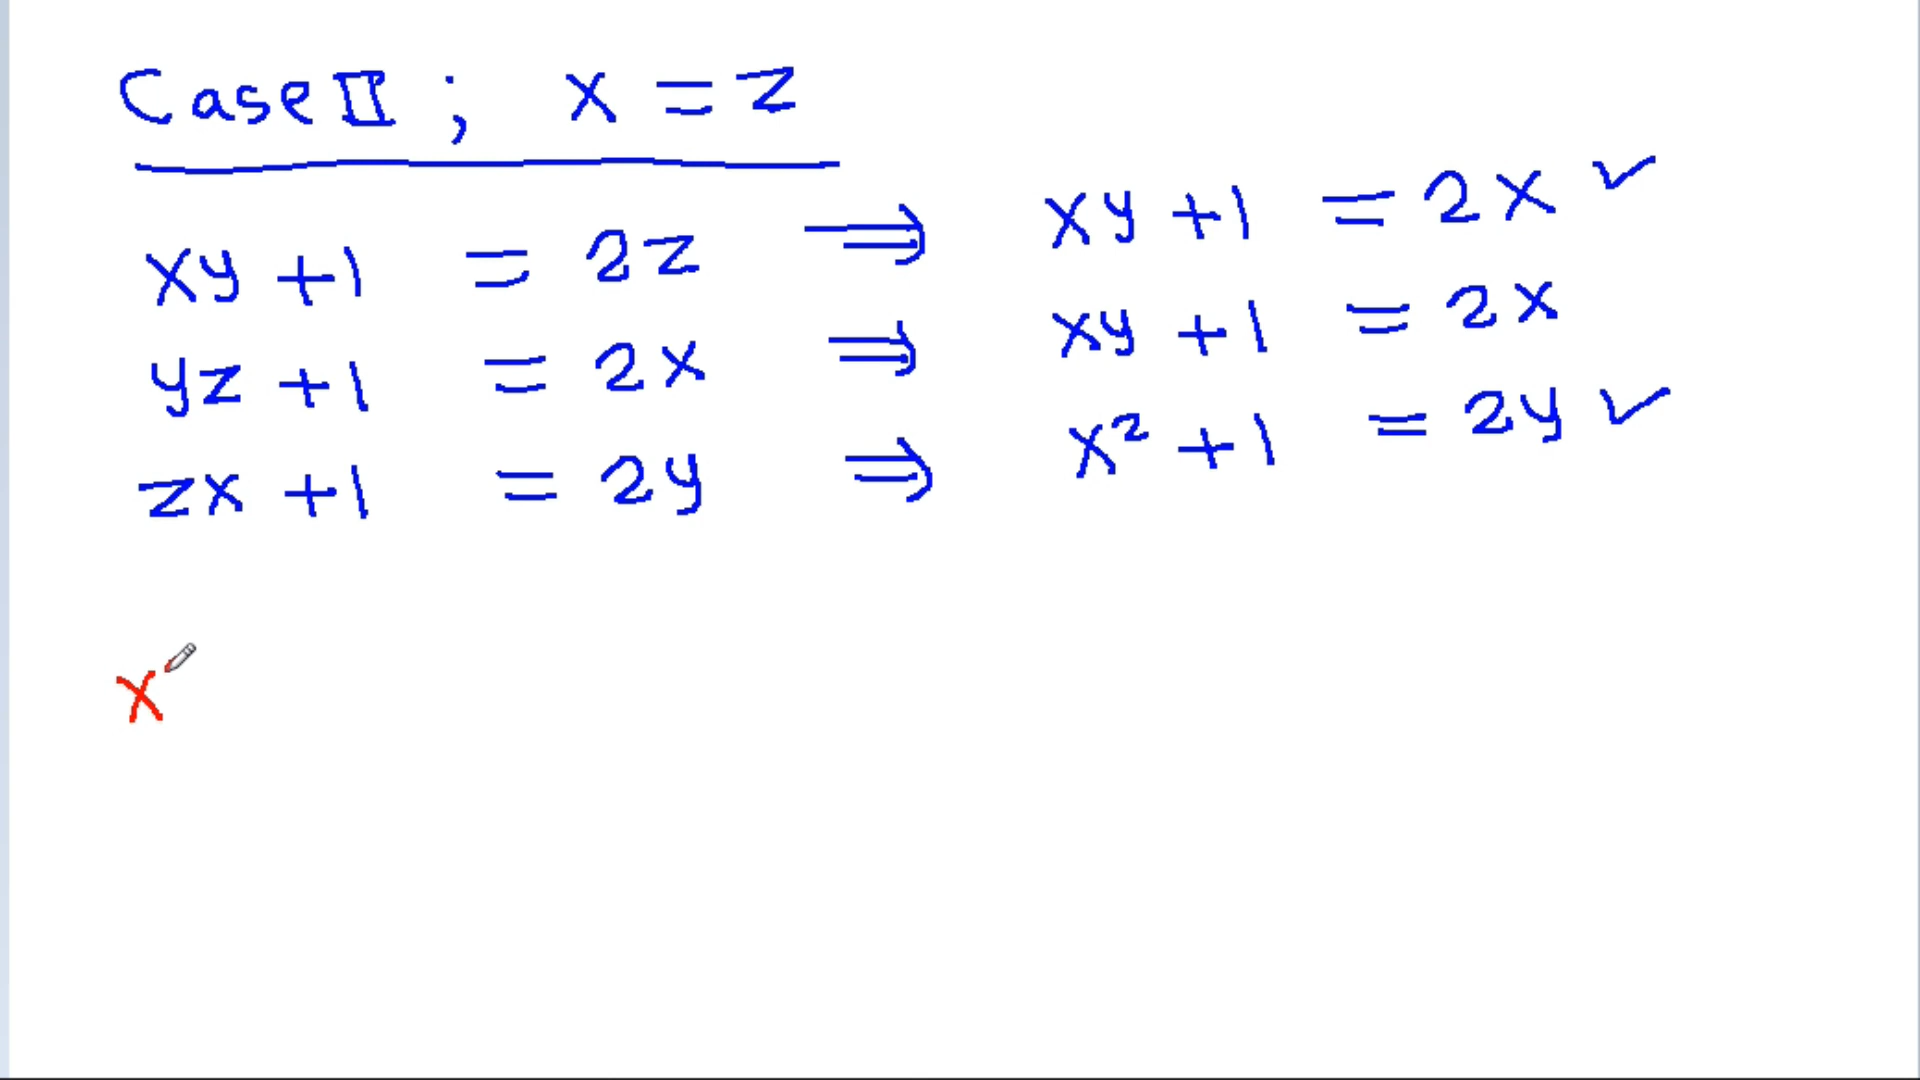 Case II ; x = z
xy + 1 = 2z ⇒ xy + 1 = 2x ✓
yz + 1 = 2x ⇒ xy + 1 = 2x
zx + 1 = 2y ⇒ x² + 1 = 2y ✓
x